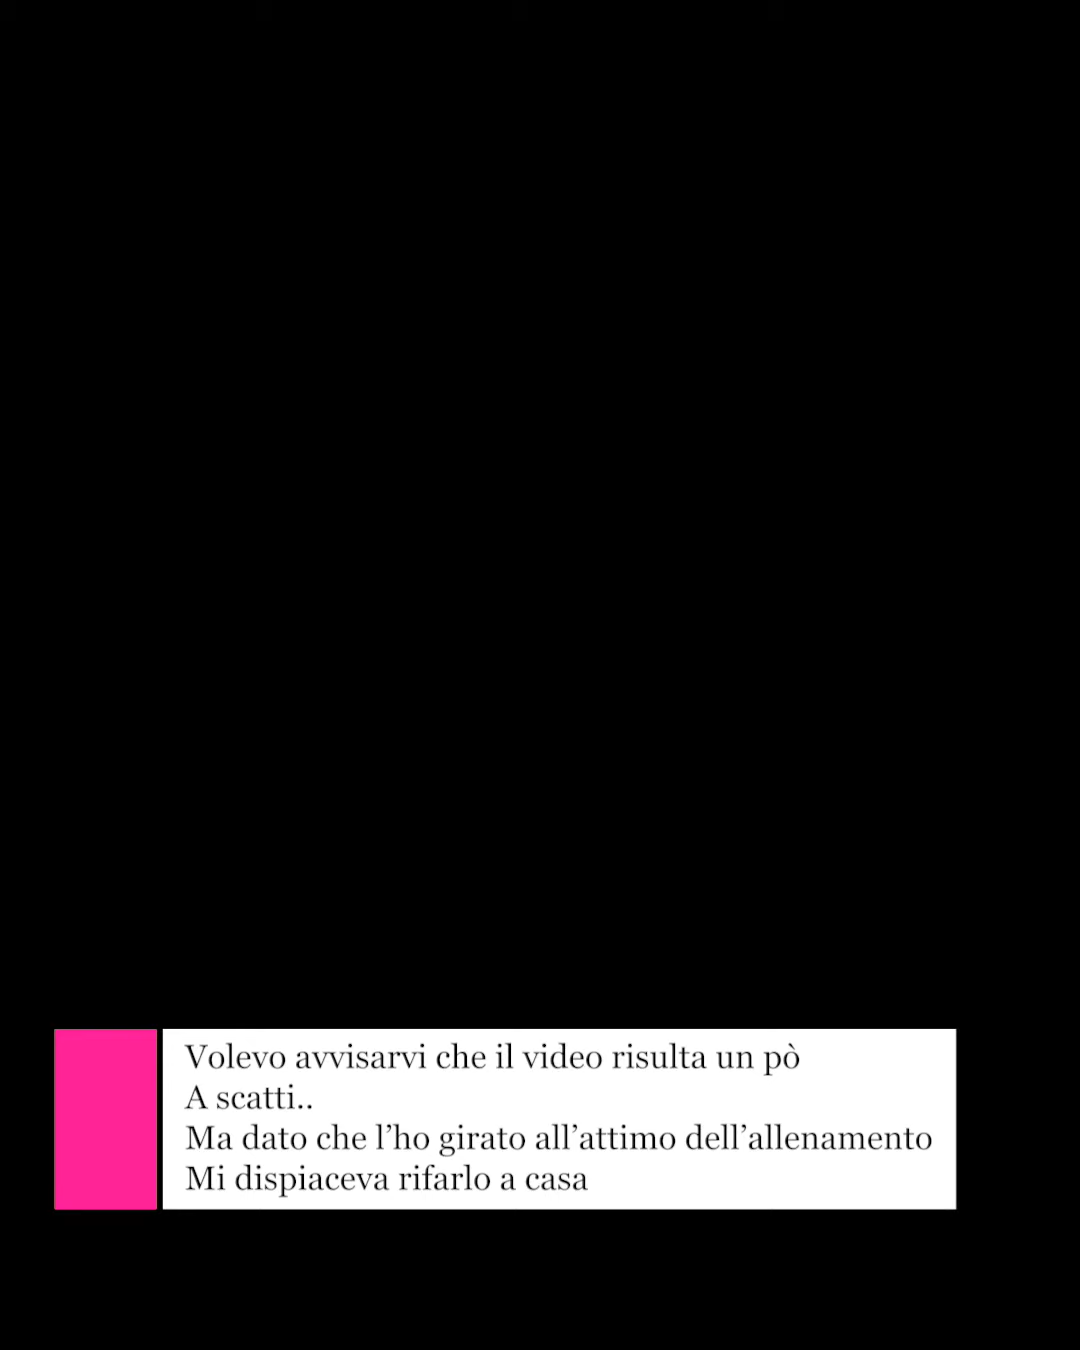 Volevo avvisarvi che il video risulta un pò
A scatti..
Ma dato che l’ho girato all’attimo dell’allenamento
Mi dispiaceva rifarlo a casa